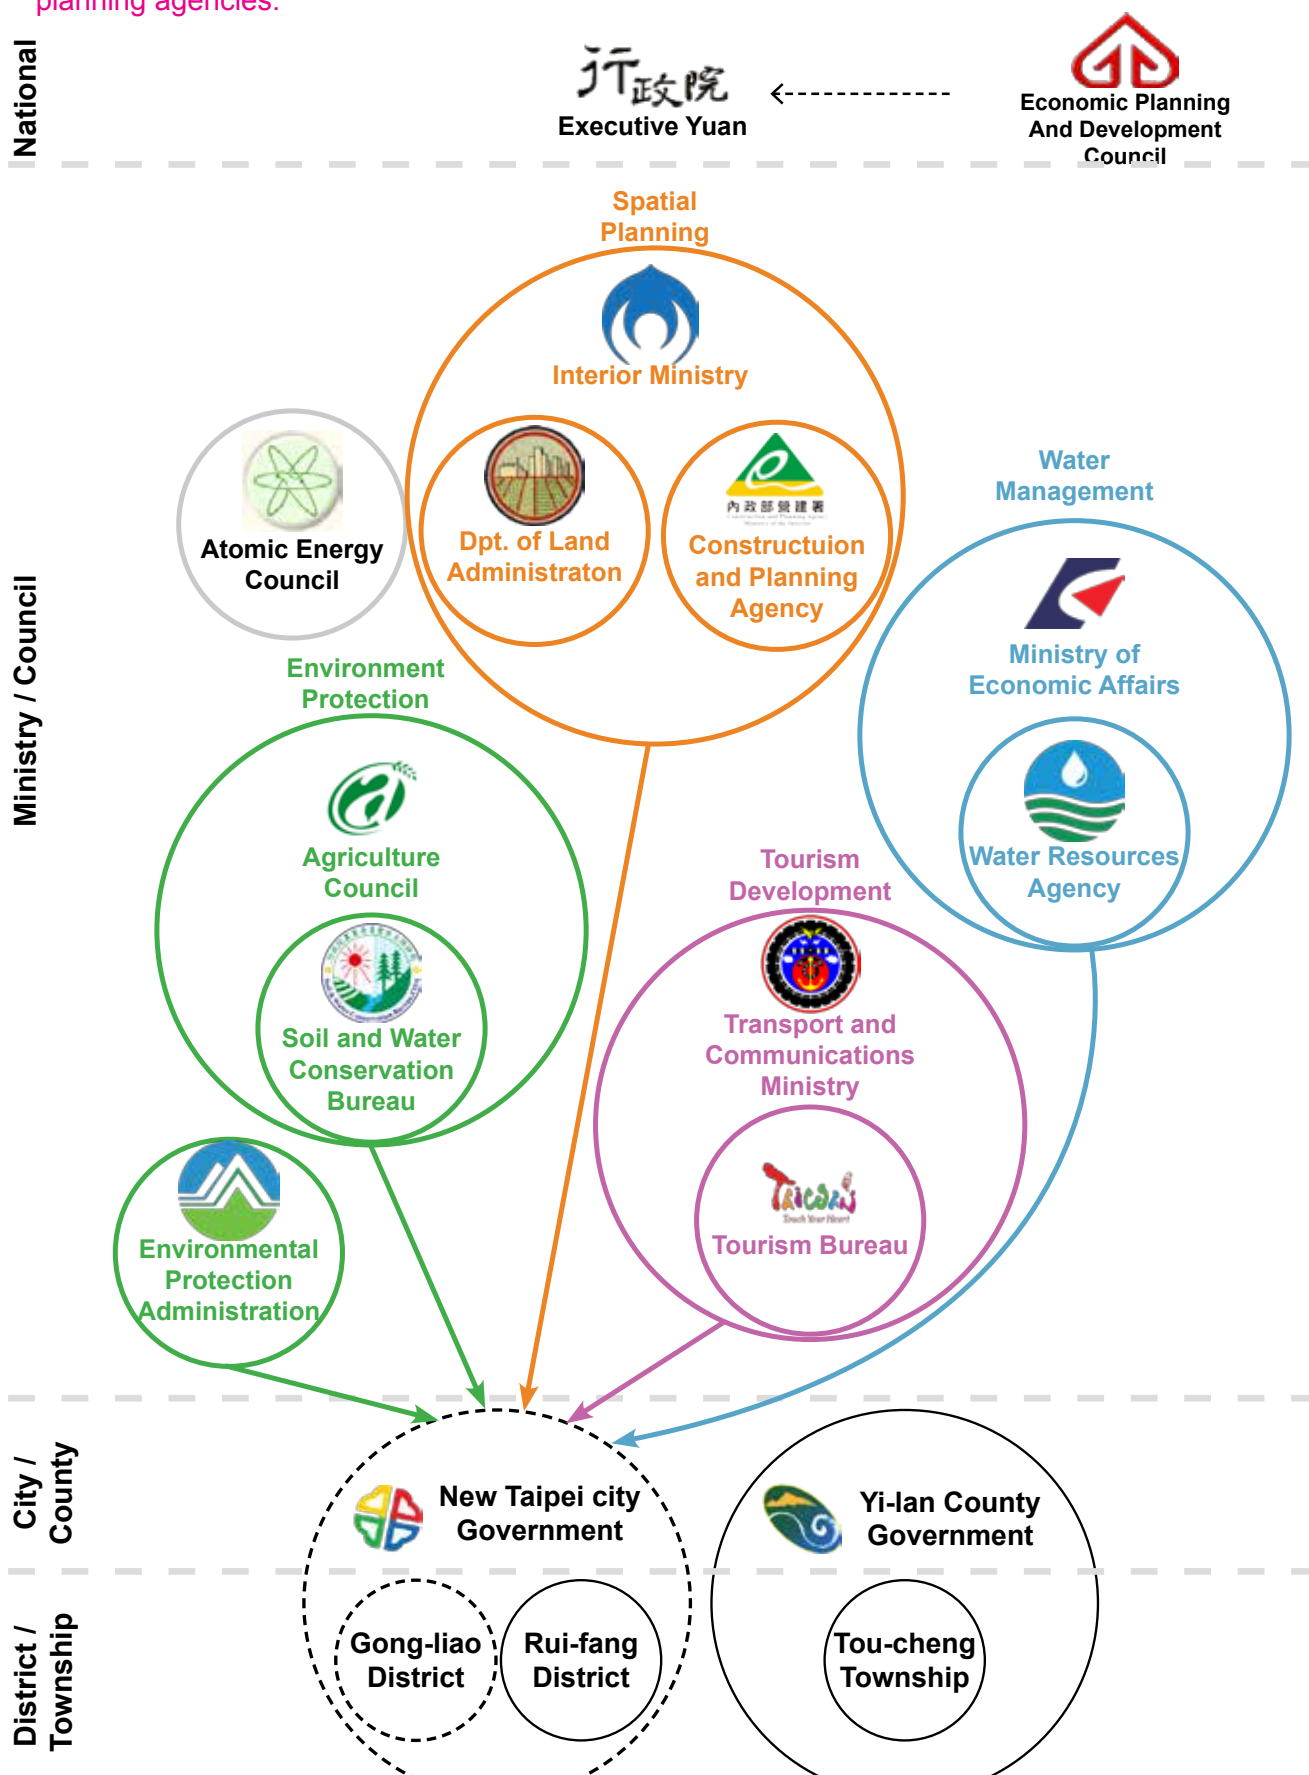 planning agencies.
National
行政院
Executive Yuan
Economic Planning
And Development
Council
Ministry / Council
Spatial
Planning
Interior Ministry
Dpt. of Land
Administraton
內政部營建署
Constructuion
and Planning
Agency
Atomic Energy
Council
Water
Management
Ministry of
Economic Affairs
Water Resources
Agency
Environment
Protection
Agriculture
Council
Soil and Water
Conservation
Bureau
Environmental
Protection
Administration
Tourism
Development
Transport and
Communications
Ministry
TAIWAN
Touch Your Heart
Tourism Bureau
City /
County
New Taipei city
Government
Yi-lan County
Government
District /
Township
Gong-liao
District
Rui-fang
District
Tou-cheng
Township